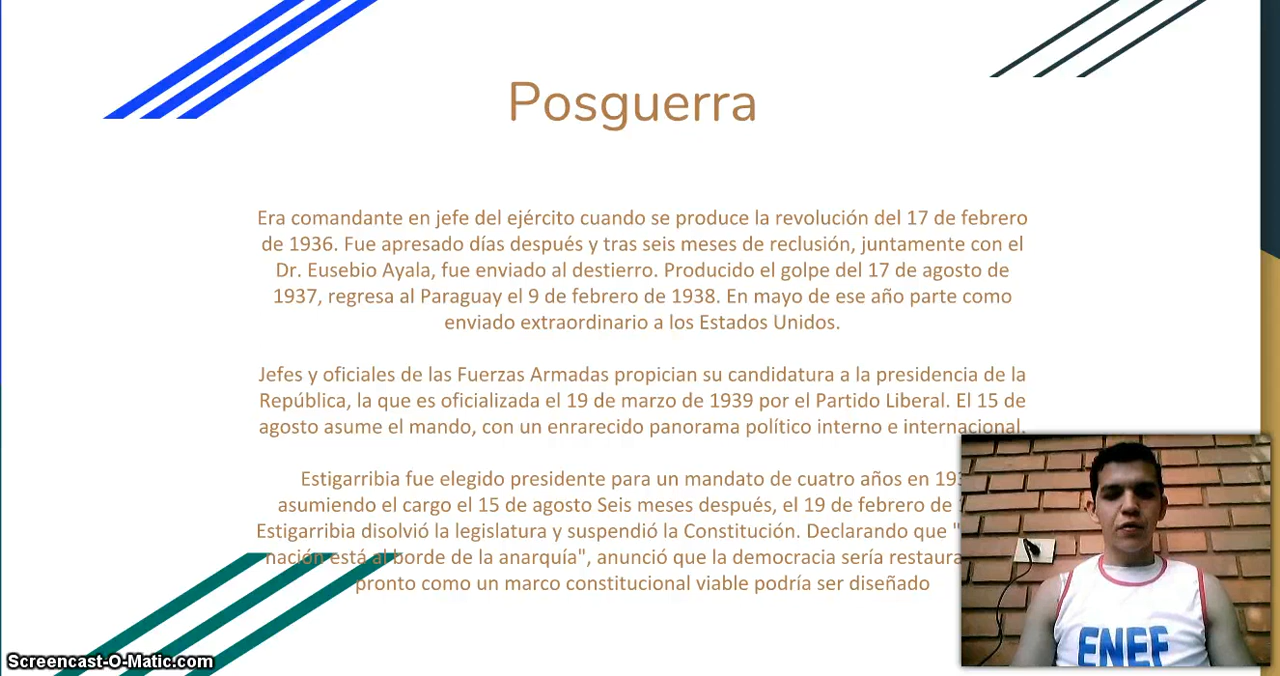 Posguerra
Era comandante en jefe del ejército cuando se produce la revolución del 17 de febrero
de 1936. Fue apresado días después y tras seis meses de reclusión, juntamente con el
Dr. Eusebio Ayala, fue enviado al destierro. Producido el golpe del 17 de agosto de
1937, regresa al Paraguay el 9 de febrero de 1938. En mayo de ese año parte como
enviado extraordinario a los Estados Unidos.
Jefes y oficiales de las Fuerzas Armadas propician su candidatura a la presidencia de la
República, la que es oficializada el 19 de marzo de 1939 por el Partido Liberal. El 15 de
agosto asume el mando, con un enrarecido panorama político interno e internacional.
Estigarribia fue elegido presidente para un mandato de cuatro años en
asumiendo el cargo el 15 de agosto Seis meses después, el 19 de febrero de
Estigarribia disolvió la legislatura y suspendió la Constitución. Declarando que "
nación está al borde de la anarquía", anunció que la democracia sería
pronto como un marco constitucional viable podría ser diseñado
ENEF
Screencast-O-Matic.com